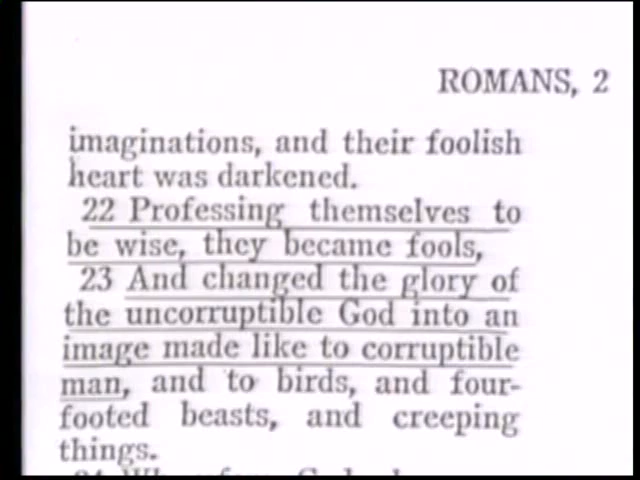 ROMANS, 2
imaginations, and their foolish
heart was darkened.
22 Professing themselves to
be wise, they became fools,
23 And changed the glory of
the uncorruptible God into an
image made like to corruptible
man, and to birds, and four-
footed beasts, and creeping
things.